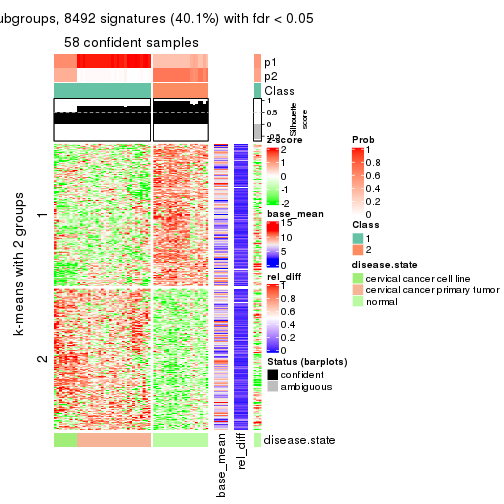 ubgroups, 8492 signatures (40.1%) with fdr < 0.05
58 confident samples
p1
p2
Class
1
0.5
0
-0.5
Silhouette
score
k-means with 2 groups
1
2
z-score
2
1
0
-1
-2
base_mean
15
10
5
0
rel_diff
1
0.8
0.6
0.4
0.2
0
Status (barplots)
confident
ambiguous
Prob
1
0.8
0.6
0.4
0.2
0
Class
1
2
disease.state
cervical cancer cell line
cervical cancer primary tumor
normal
disease.state
base_mean
rel_diff